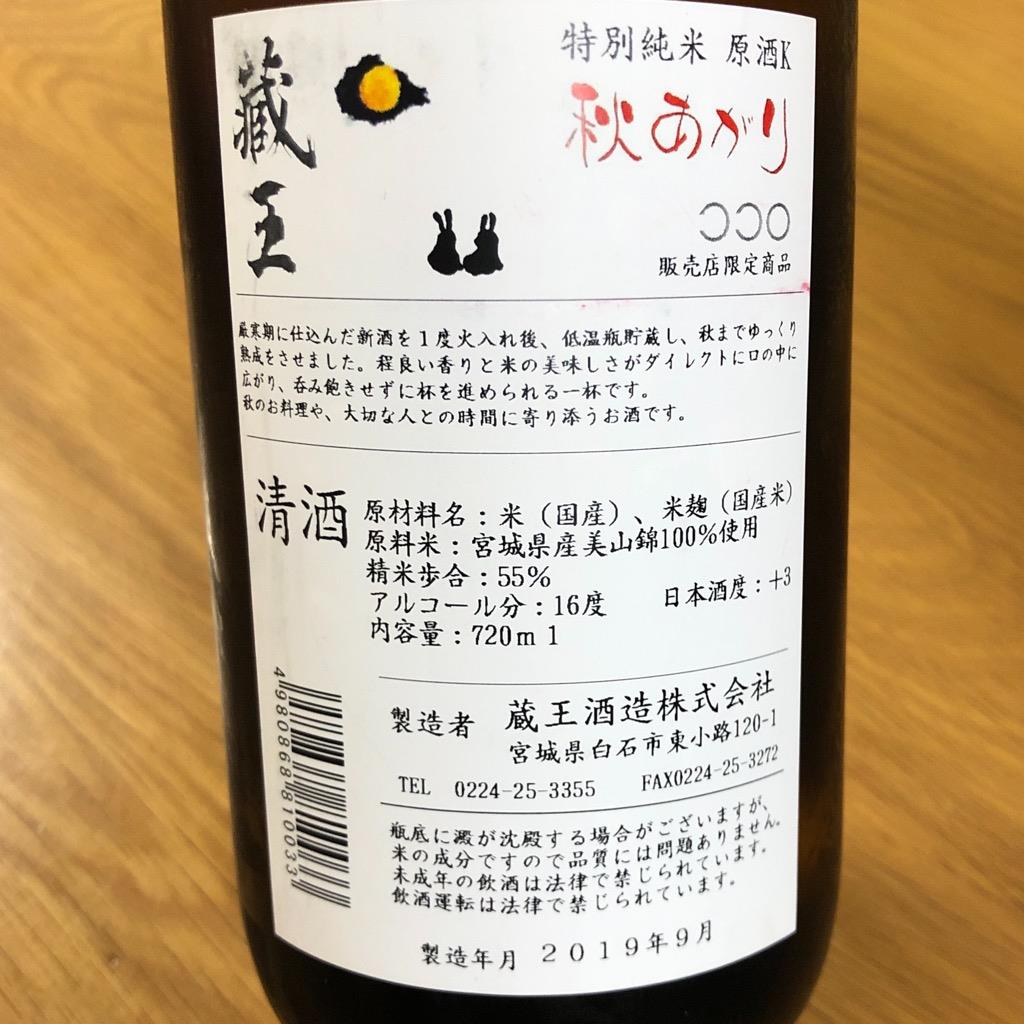 蔵王
特別純米 原酒K
秋あがり
販売店限定商品
厳寒期に仕込んだ新酒を1度火入れ後、低温瓶貯蔵し、秋までゆっくり
熟成をさせました。程良い香りと米の美味しさがダイレクトに口の中に
広がり、呑み飽きせずに杯を進められる一杯です。
秋のお料理や、大切な人との時間に寄り添うお酒です。
清酒
原材料名：米（国産）、米麹（国産米）
原料米：宮城県産美山錦100%使用
精米歩合：55%
アルコール分：16度 日本酒度：+3
内容量：720ml
製造者 蔵王酒造株式会社
宮城県白石市東小路120-1
TEL 0224-25-3355 FAX0224-25-3272
瓶底に澱が沈殿する場合がございますが、
米の成分ですので品質には問題ありません。
未成年の飲酒は法律で禁じられています。
飲酒運転は法律で禁じられています。
製造年月 2019年9月
4980868810033